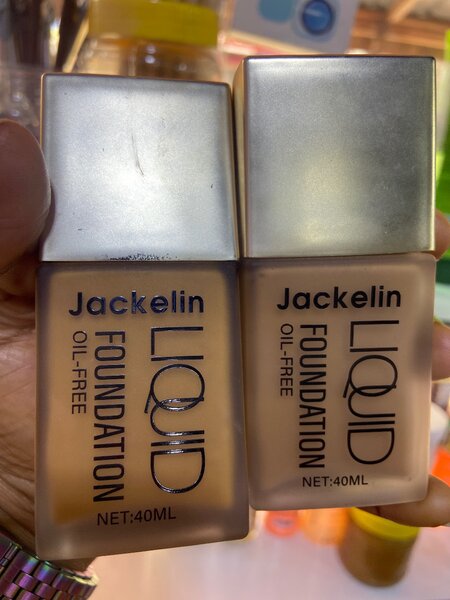 Jackelin
LIQUID
FOUNDATION
OIL-FREE
NET:40ML
Jackelin
LIQUID
FOUNDATION
OIL-FREE
NET:40ML